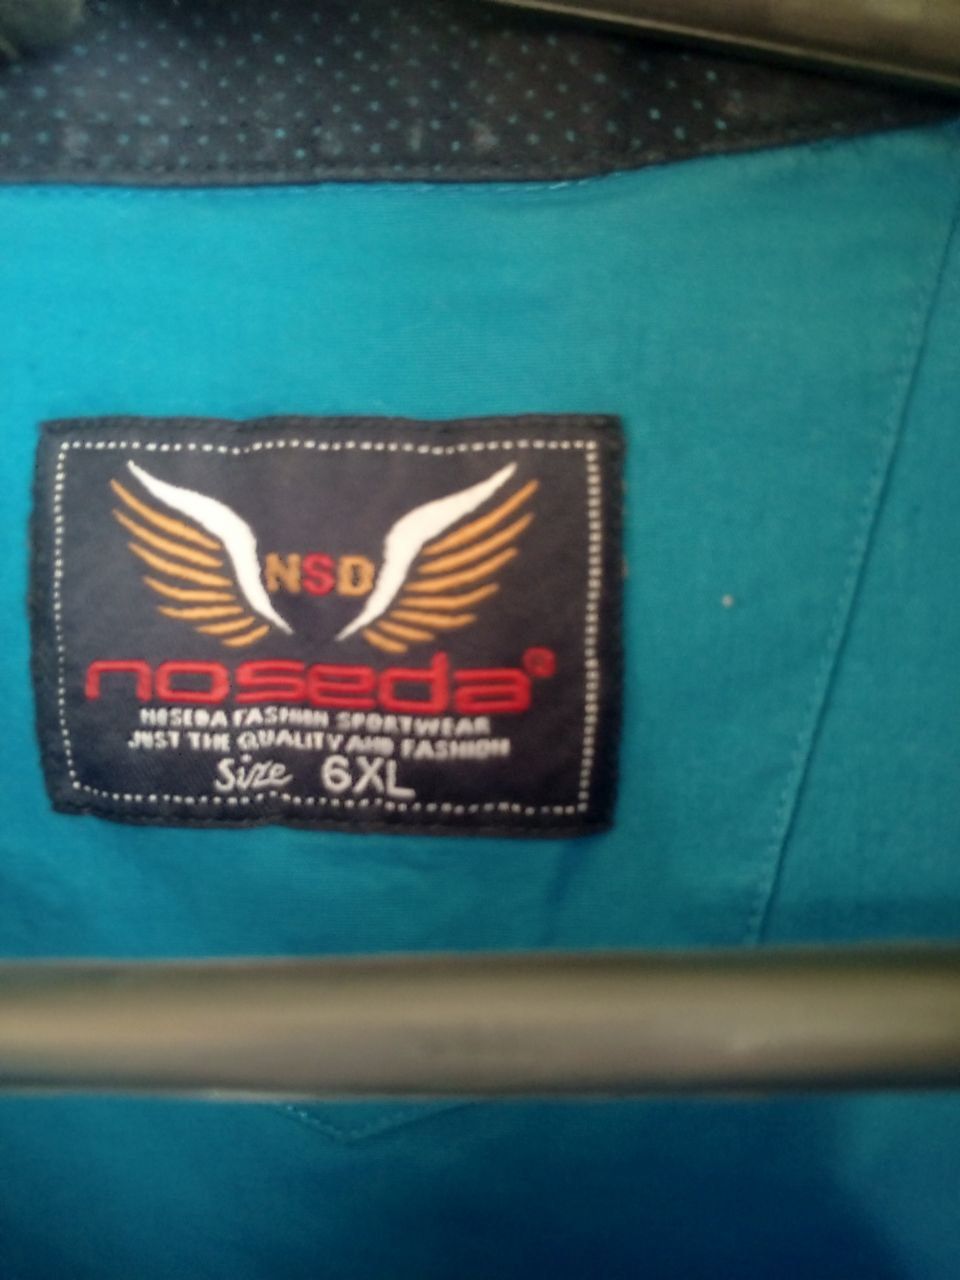 NSD
noseda®
NOSEDA FASHION SPORTWEAR
JUST THE QUALITY AND FASHION
Size 6XL